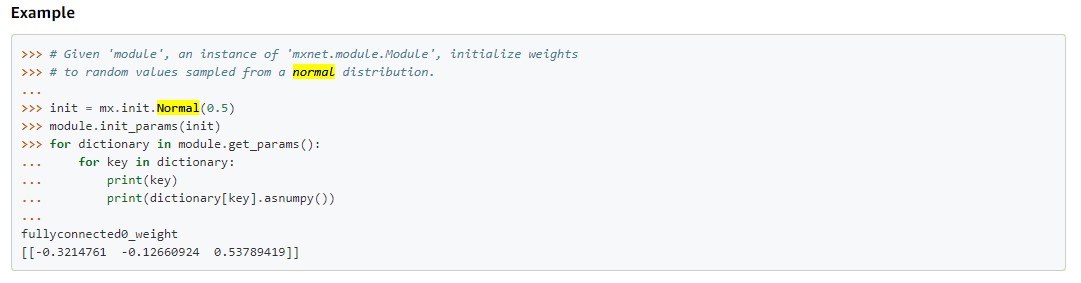 Example
>>> # Given 'module', an instance of 'mxnet.module.Module', initialize weights
>>> # to random values sampled from a normal distribution.
...
>>> init = mx.init.Normal(0.5)
>>> module.init_params(init)
>>> for dictionary in module.get_params():
...     for key in dictionary:
...         print(key)
...         print(dictionary[key].asnumpy())
...
fullyconnected0_weight
[[-0.3214761  -0.12660924  0.53789419]]